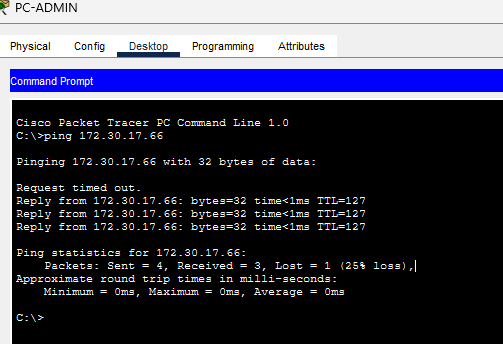 PC-ADMIN
Physical Config Desktop Programming Attributes
Command Prompt
Cisco Packet Tracer PC Command Line 1.0
C:\>ping 172.30.17.66
Pinging 172.30.17.66 with 32 bytes of data:
Request timed out.
Reply from 172.30.17.66: bytes=32 time<1ms TTL=127
Reply from 172.30.17.66: bytes=32 time<1ms TTL=127
Reply from 172.30.17.66: bytes=32 time<1ms TTL=127
Ping statistics for 172.30.17.66:
    Packets: Sent = 4, Received = 3, Lost = 1 (25% loss),
Approximate round trip times in milli-seconds:
    Minimum = 0ms, Maximum = 0ms, Average = 0ms
C:\>